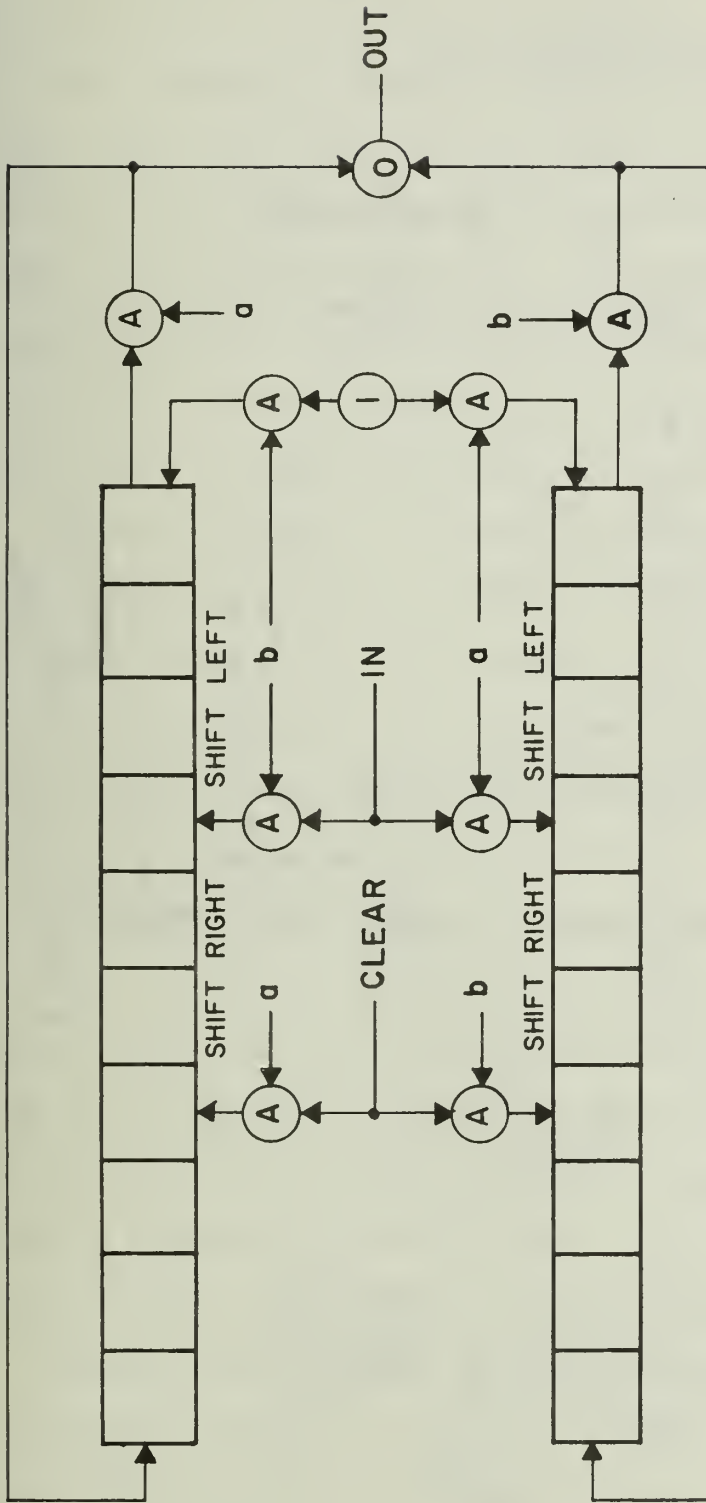 A
SHIFT RIGHT SHIFT LEFT
a
A a A b A
CLEAR IN I O OUT
A b A a A
b
SHIFT RIGHT SHIFT LEFT
A